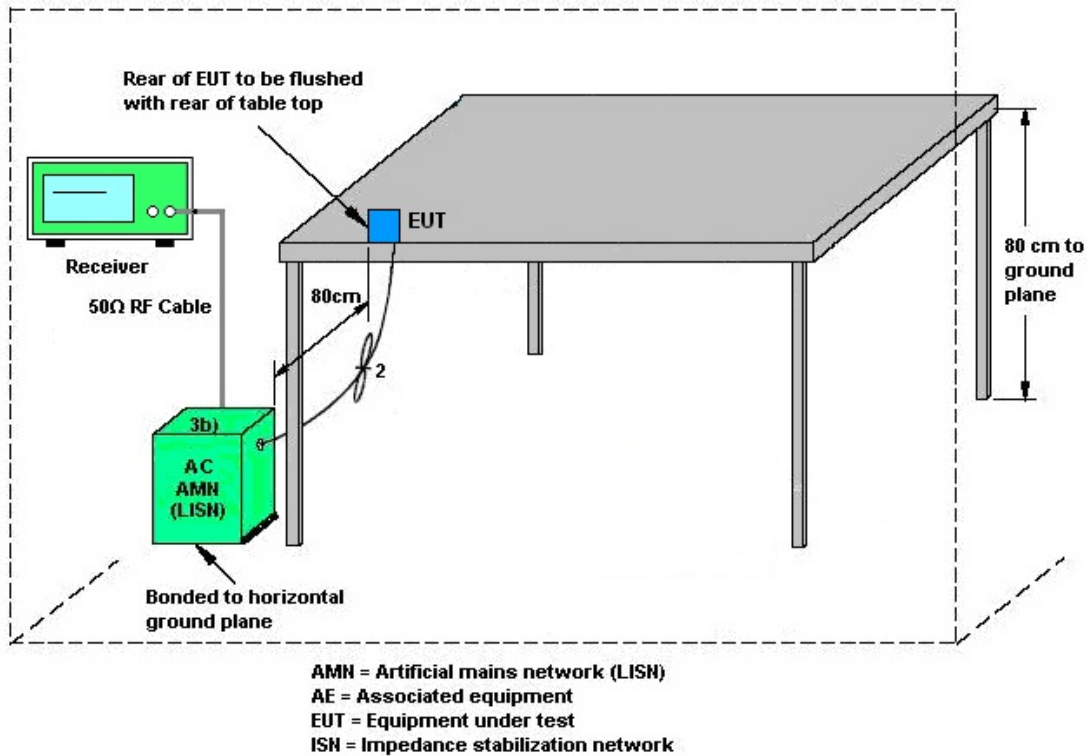 Rear of EUT to be flushed
with rear of table top
EUT
Receiver
50Ω RF Cable
80cm
80 cm to
ground
plane
2
3b)
AC
AMN
(LISN)
Bonded to horizontal
ground plane
AMN = Artificial mains network (LISN)
AE = Associated equipment
EUT = Equipment under test
ISN = Impedance stabilization network